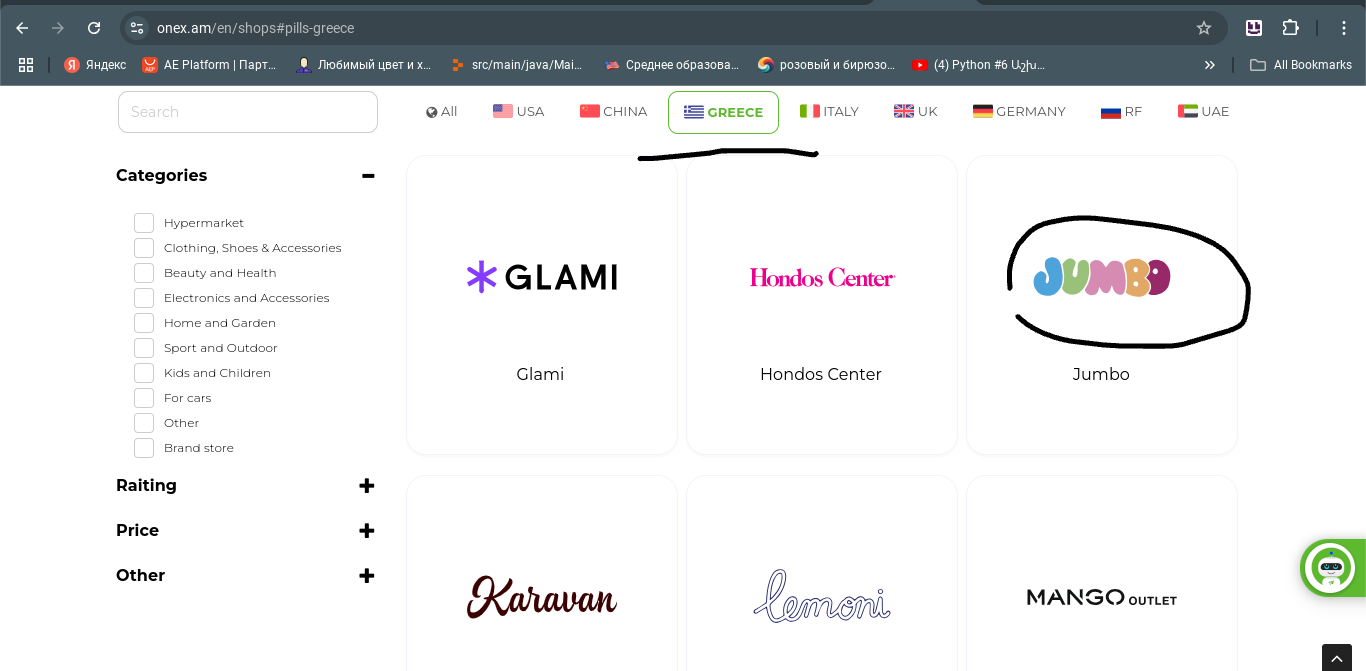 onex.am/en/shops#pills-greece
Яндекс
AE Platform | Парт...
Любимый цвет и х...
src/main/java/Mai...
Среднее образова...
розовый и бирюзо...
(4) Python #6 Աշխ...
All Bookmarks
Search
All
USA
CHINA
GREECE
ITALY
UK
GERMANY
RF
UAE
Categories
Hypermarket
Clothing, Shoes & Accessories
Beauty and Health
Electronics and Accessories
Home and Garden
Sport and Outdoor
Kids and Children
For cars
Other
Brand store
Raiting
Price
Other
GLAMI
Hondos Center
JUMBO
Glami
Hondos Center
Jumbo
Karavan
lemoni
MANGO OUTLET